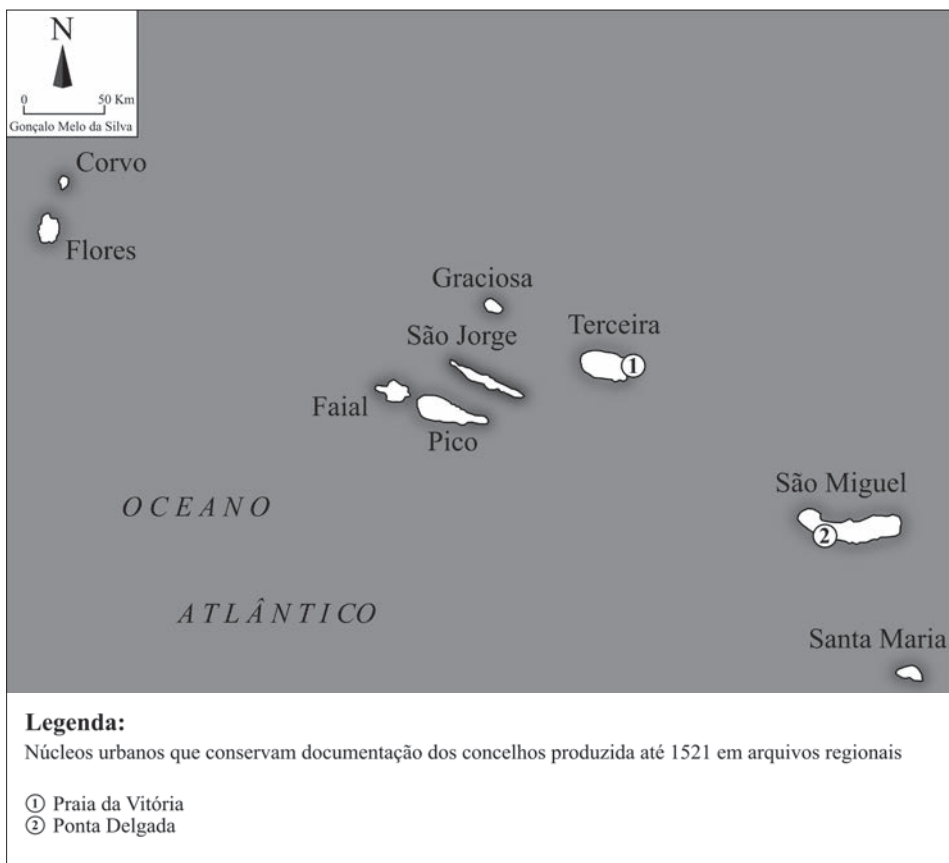 N
0 50 Km
Gonçalo Melo da Silva
Corvo
Flores
Graciosa
São Jorge
Terceira
1
Faial
Pico
OCEANO
São Miguel
2
ATLÂNTICO
Santa Maria
Legenda:
Núcleos urbanos que conservam documentação dos concelhos produzida até 1521 em arquivos regionais
① Praia da Vitória
② Ponta Delgada